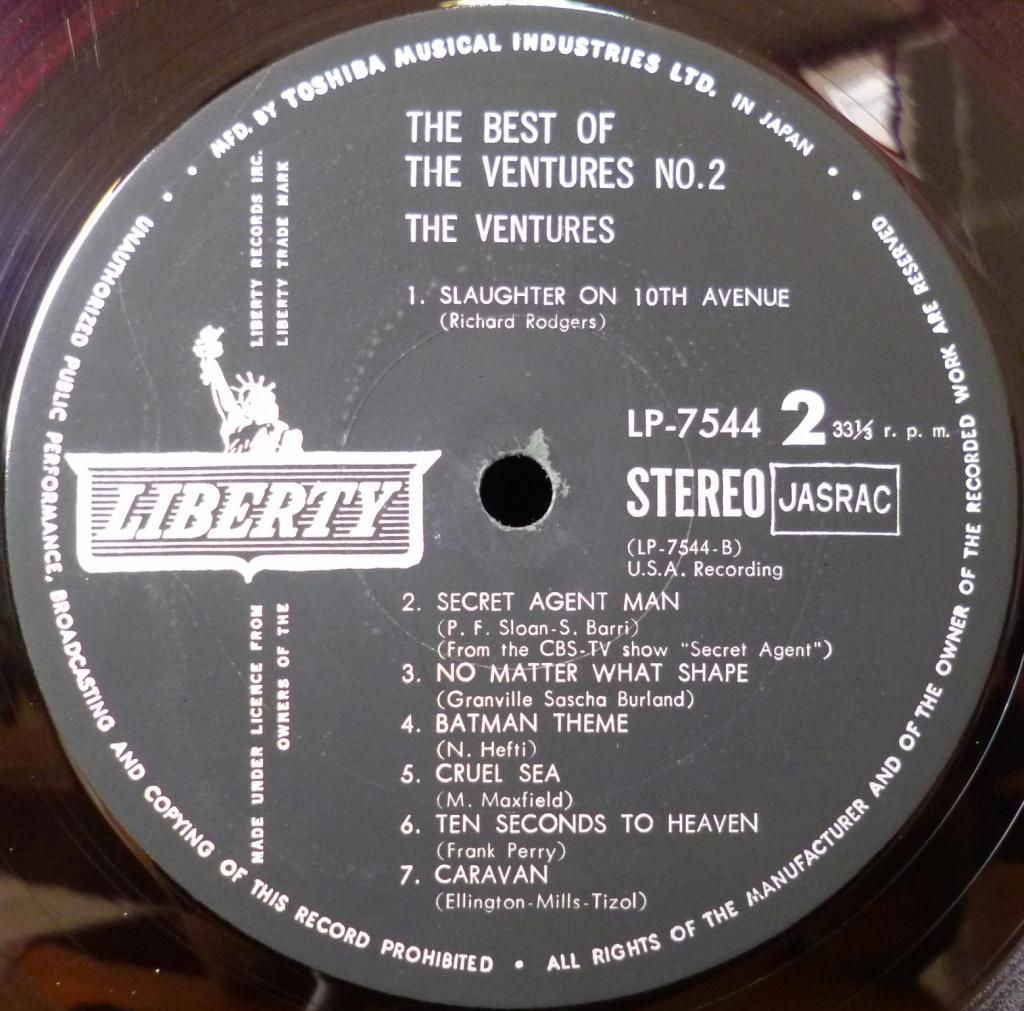 MFD. BY TOSHIBA MUSICAL INDUSTRIES LTD. IN JAPAN
THE BEST OF
THE VENTURES NO.2
THE VENTURES
1. SLAUGHTER ON 10TH AVENUE
(Richard Rodgers)
LIBERTY RECORDS INC.
LIBERTY TRADE MARK
LIBERTY
MADE UNDER LICENCE FROM
OWNERS OF THE
LP-7544 2 33⅓ r. p. m.
STEREO JASRAC
(LP-7544-B)
U.S.A. Recording
2. SECRET AGENT MAN
(P. F. Sloan-S. Barri)
(From the CBS-TV show "Secret Agent")
3. NO MATTER WHAT SHAPE
(Granville Sascha Burland)
4. BATMAN THEME
(N. Hefti)
5. CRUEL SEA
(M. Maxfield)
6. TEN SECONDS TO HEAVEN
(Frank Perry)
7. CARAVAN
(Ellington-Mills-Tizol)
UNAUTHORIZED PUBLIC PERFORMANCE, BROADCASTING AND COPYING OF THIS RECORD PROHIBITED • ALL RIGHTS OF THE MANUFACTURER AND OF THE OWNER OF THE RECORDED WORK ARE RESERVED